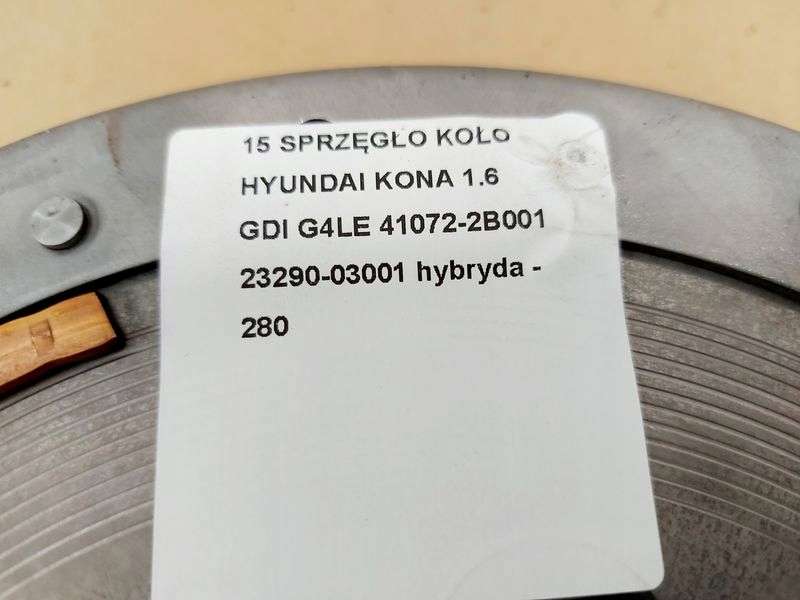 15 SPRZĘGŁO KOŁO
HYUNDAI KONA 1.6
GDI G4LE 41072-2B001
23290-03001 hybryda -
280